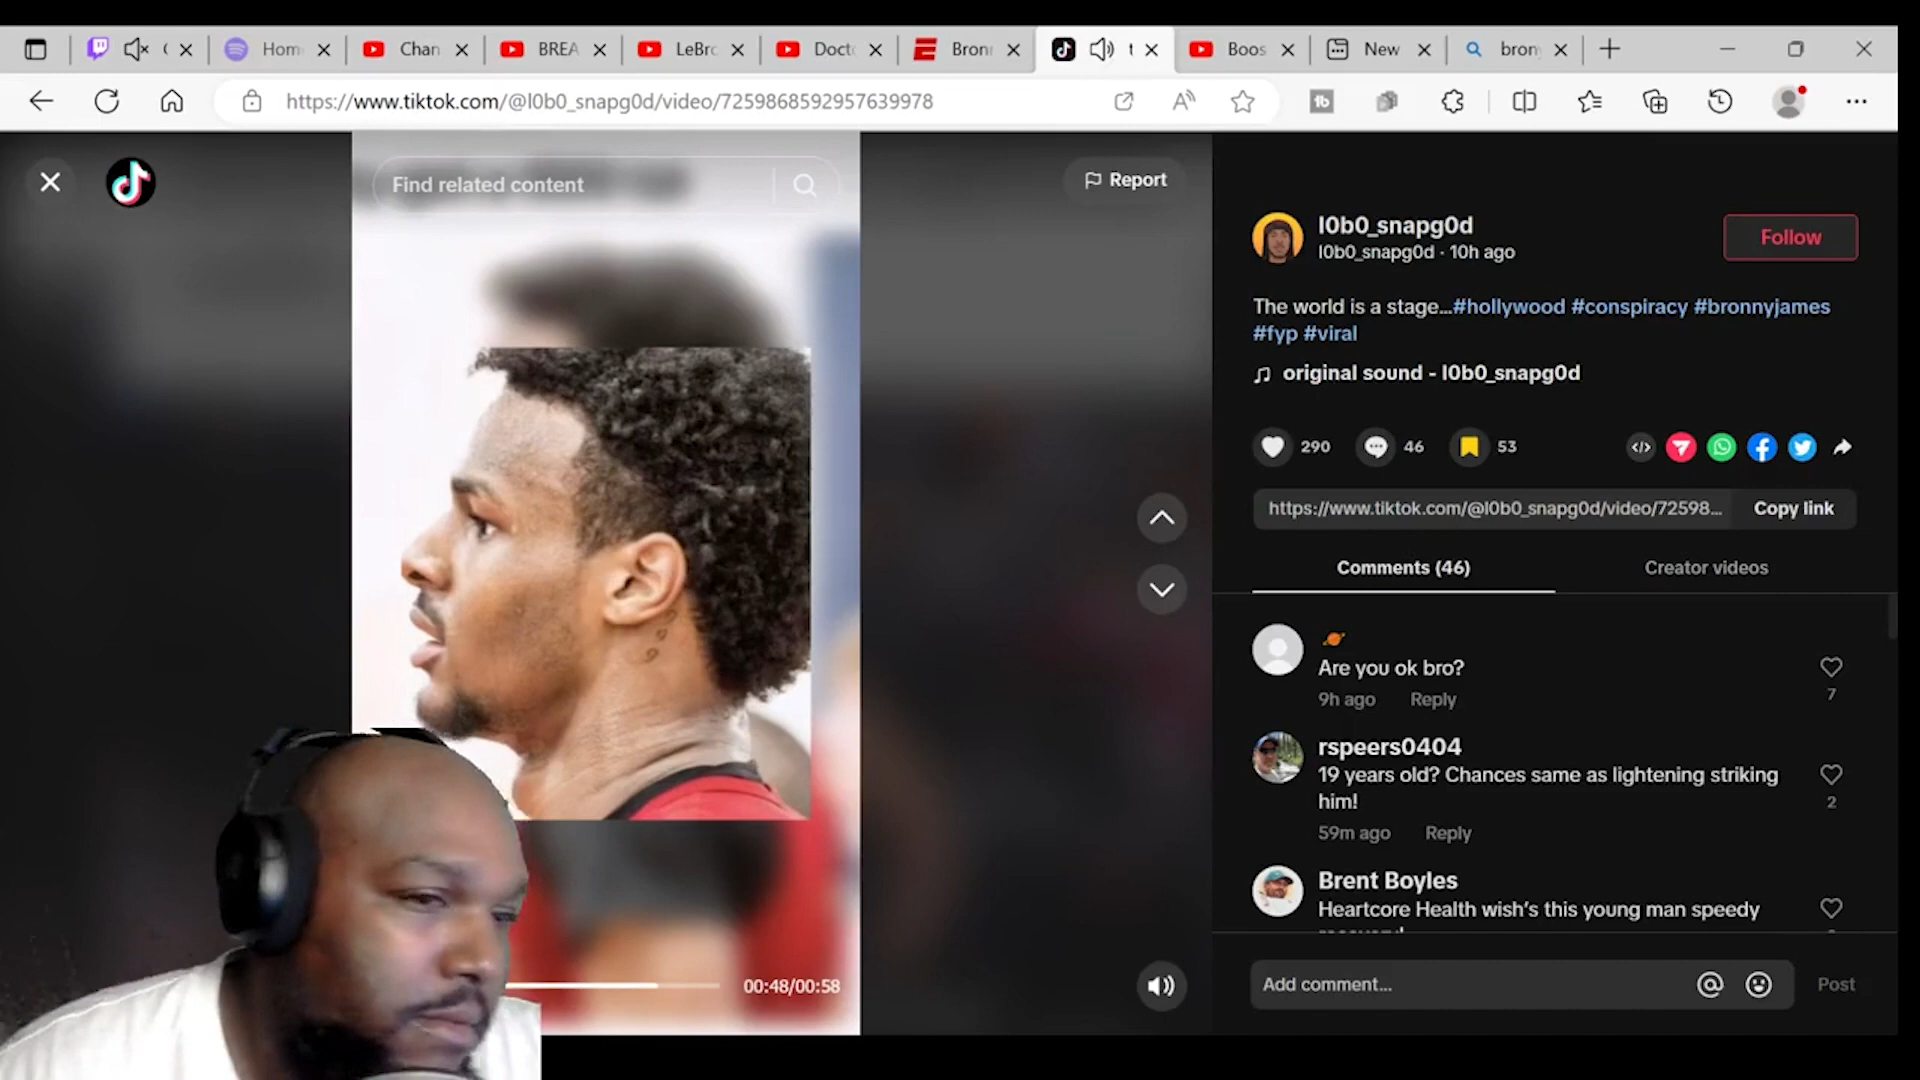 Hom
Chan
BREA
LeBro
Docto
Bronn
t
Boos
New
bron
https://www.tiktok.com/@l0b0_snapg0d/video/7259868592957639978
Find related content
Report
l0b0_snapg0d
l0b0_snapg0d · 10h ago
Follow
The world is a stage...#hollywood #conspiracy #bronnyjames
#fyp #viral
original sound - l0b0_snapg0d
290
46
53
https://www.tiktok.com/@l0b0_snapg0d/video/72598...
Copy link
Comments (46)
Creator videos
Are you ok bro?
7
9h ago
Reply
rspeers0404
19 years old? Chances same as lightening striking
him!
2
59m ago
Reply
Brent Boyles
Heartcore Health wish's this young man speedy
00:48/00:58
Add comment...
Post